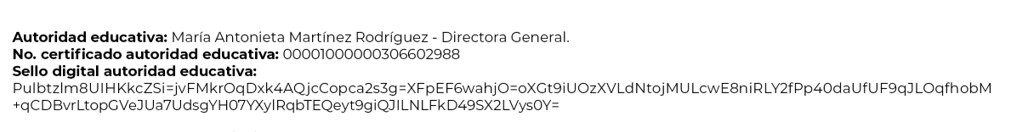 Autoridad educativa: María Antonieta Martínez Rodríguez - Directora General.
No. certificado autoridad educativa: 00001000000306602988
Sello digital autoridad educativa:
Pulbtzlm8UIHKkcZSi=jvFMkrOqDxk4AQjcCopca2s3g=XFpEF6wahjO=oXGt9iUOzXVLdNtojMULcwE8niRLY2fPp40daUfUF9qJLOqfhobM
+qCDBvrLtopGVeJUa7UdsgYH07YXylRqbTEQeyt9giQJILNLFkD49SX2LVys0Y=